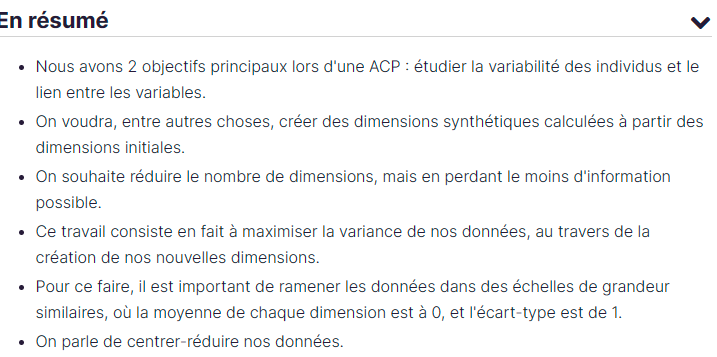 En résumé
Nous avons 2 objectifs principaux lors d'une ACP : étudier la variabilité des individus et le
lien entre les variables.
On voudra, entre autres choses, créer des dimensions synthétiques calculées à partir des
dimensions initiales.
On souhaite réduire le nombre de dimensions, mais en perdant le moins d'information
possible.
Ce travail consiste en fait à maximiser la variance de nos données, au travers de la
création de nos nouvelles dimensions.
Pour ce faire, il est important de ramener les données dans des échelles de grandeur
similaires, où la moyenne de chaque dimension est à 0, et l'écart-type est de 1.
On parle de centrer-réduire nos données.